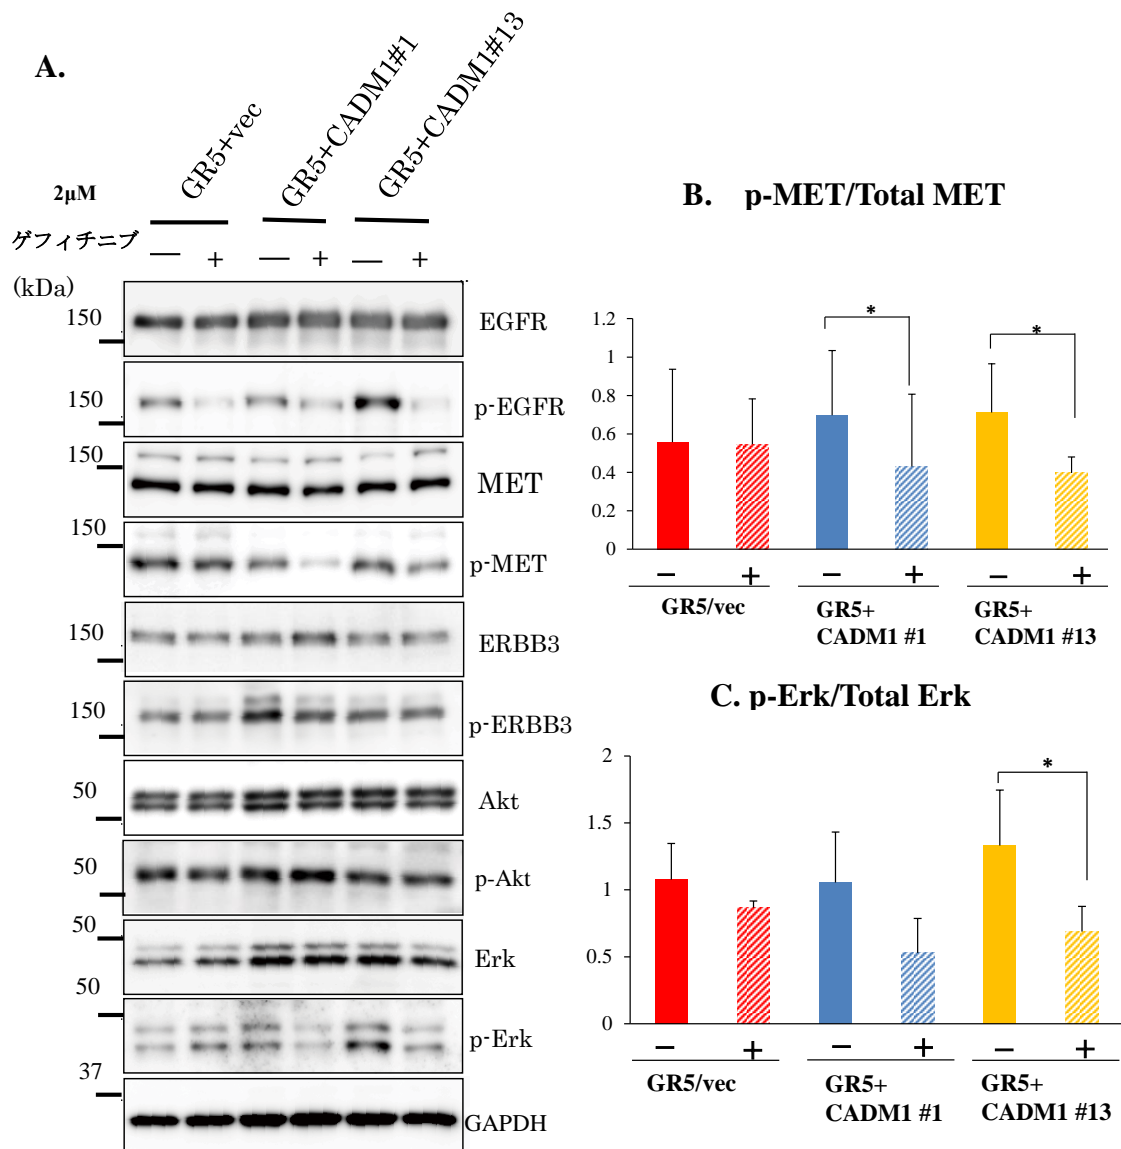 A.
GR5+vec
GR5+CADM1#1
GR5+CADM1#13
2μM
ゲフィチニブ
— + — + — +
(kDa)
150
EGFR
150
p-EGFR
150
MET
150
p-MET
150
ERBB3
150
p-ERBB3
50
Akt
50
p-Akt
50
Erk
50
p-Erk
37
GAPDH
B. p-MET/Total MET
1.2
1
0.8
0.6
0.4
0.2
0
* *
− + − + − +
GR5/vec
GR5+
CADM1 #1
GR5+
CADM1 #13
C. p-Erk/Total Erk
2
1.5
1
0.5
0
*
− + − + − +
GR5/vec
GR5+
CADM1 #1
GR5+
CADM1 #13